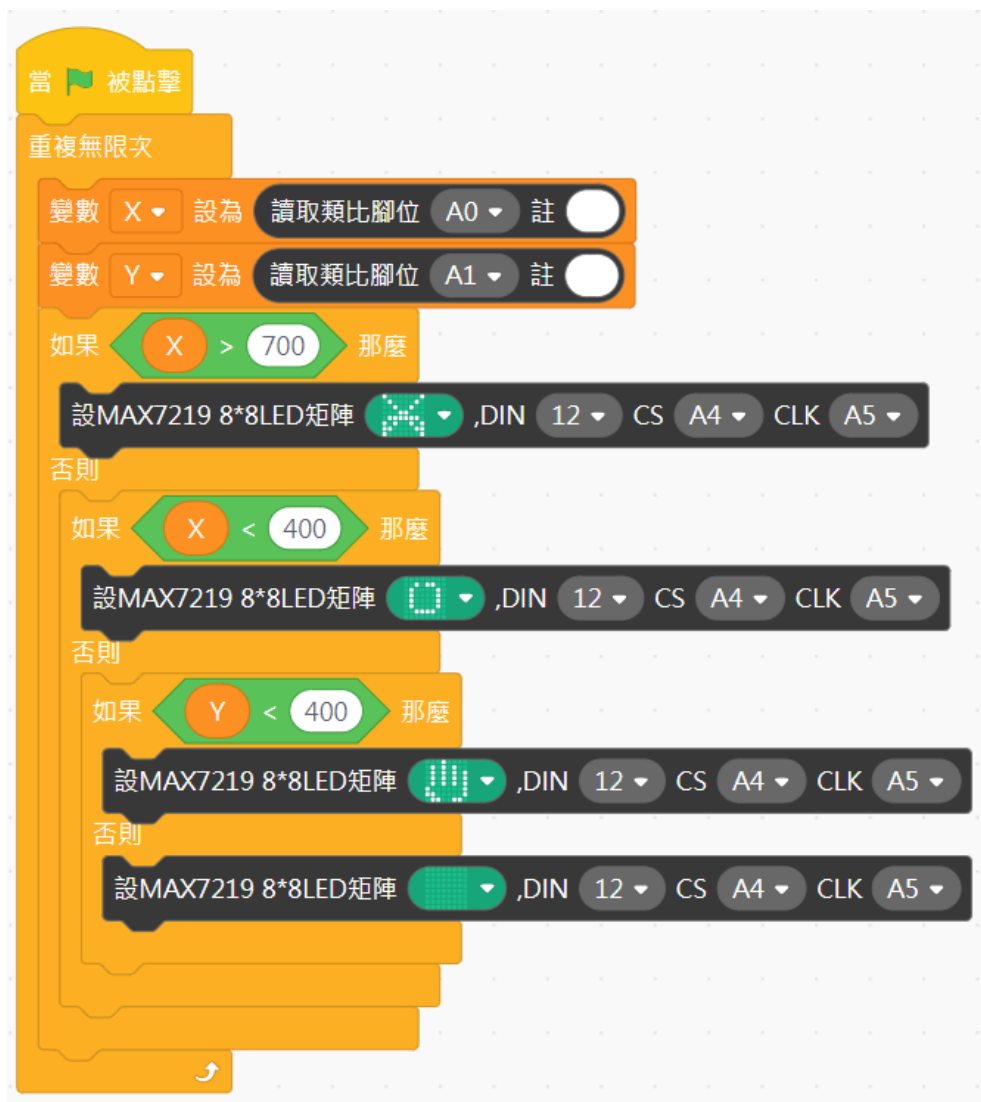 當 被點擊
重複無限次
變數 X 設為 讀取類比腳位 A0 註
變數 Y 設為 讀取類比腳位 A1 註
如果 X > 700 那麼
設MAX7219 8*8LED矩陣 ,DIN 12 CS A4 CLK A5
否則
如果 X < 400 那麼
設MAX7219 8*8LED矩陣 ,DIN 12 CS A4 CLK A5
否則
如果 Y < 400 那麼
設MAX7219 8*8LED矩陣 ,DIN 12 CS A4 CLK A5
否則
設MAX7219 8*8LED矩陣 ,DIN 12 CS A4 CLK A5